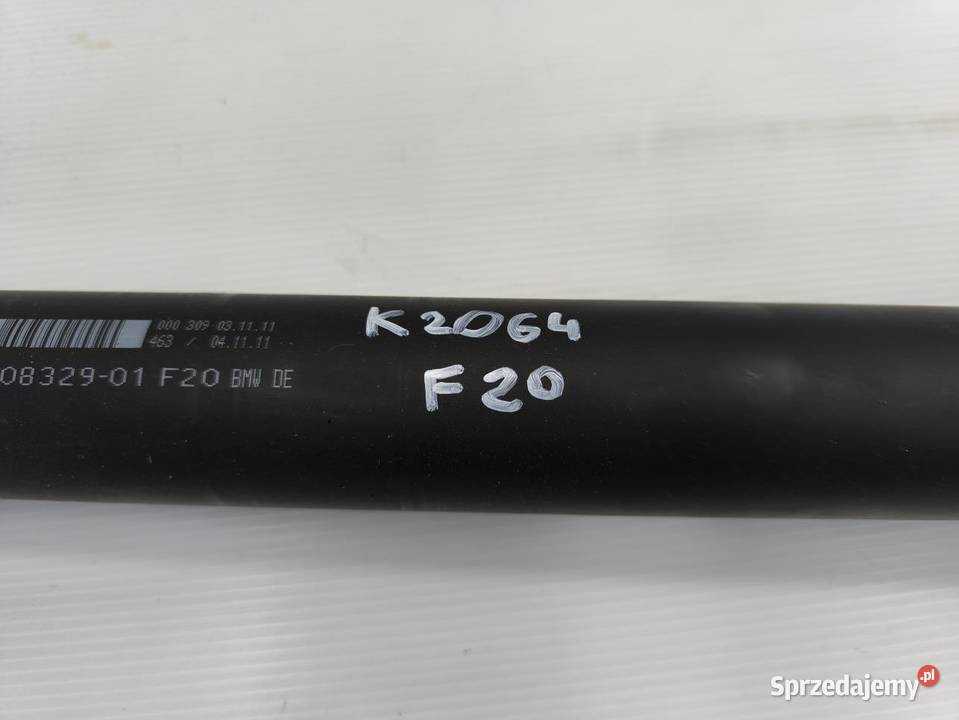 000 309 03.11.11
463 / 04.11.11
08329-01 F20 BMW DE
K2064
F20
Sprzedajemy.pl